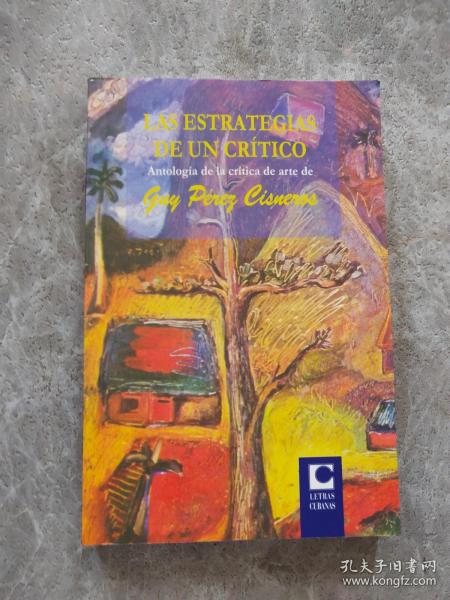 LAS ESTRATEGIAS
DE UN CRÍTICO
Antología de la crítica de arte de
Guy Pérez Cisneros
LETRAS
CUBANAS
孔夫子旧书网
www.kongfz.com